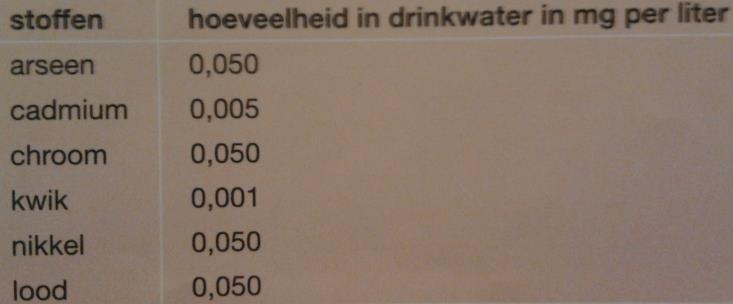 stoffen hoeveelheid in drinkwater in mg per liter
arseen 0,050
cadmium 0,005
chroom 0,050
kwik 0,001
nikkel 0,050
lood 0,050